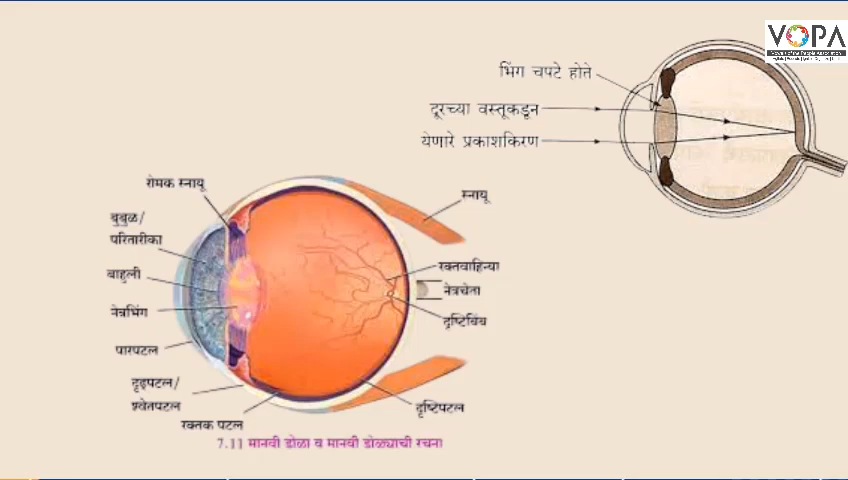 VOPA
भिंग चपटे होते
दूरच्या वस्तूकडून
येणारे प्रकाशकिरण
रोमक स्नायू
स्नायू
बुबुळ/
परितारीका
बाहुली
रक्तवाहिन्या
नेत्रचेता
नेत्रभिंग
दृष्टिबिंब
पारपटल
दृढपटल/
श्वेतपटल
दृष्टिपटल
रक्तक पटल
7.11 मानवी डोळा व मानवी डोळ्याची रचना